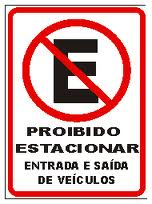 E
PROIBIDO
ESTACIONAR
ENTRADA E SAÍDA
DE VEÍCULOS